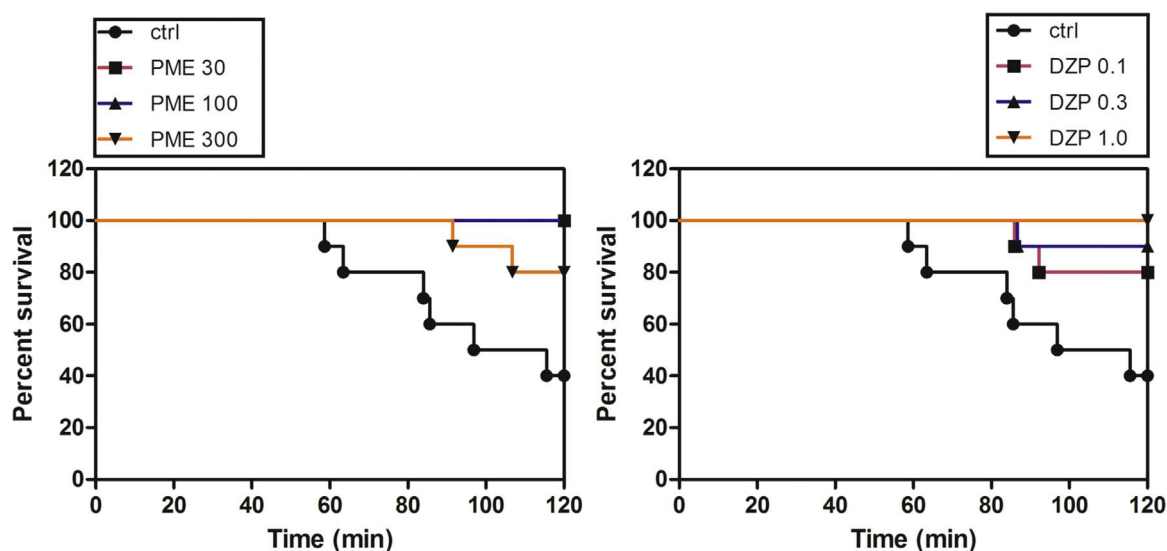 ctrl
PME 30
PME 100
PME 300
120
100
80
60
40
20
0
Percent survival
0 20 40 60 80 100 120
Time (min)
ctrl
DZP 0.1
DZP 0.3
DZP 1.0
120
100
80
60
40
20
0
Percent survival
0 20 40 60 80 100 120
Time (min)